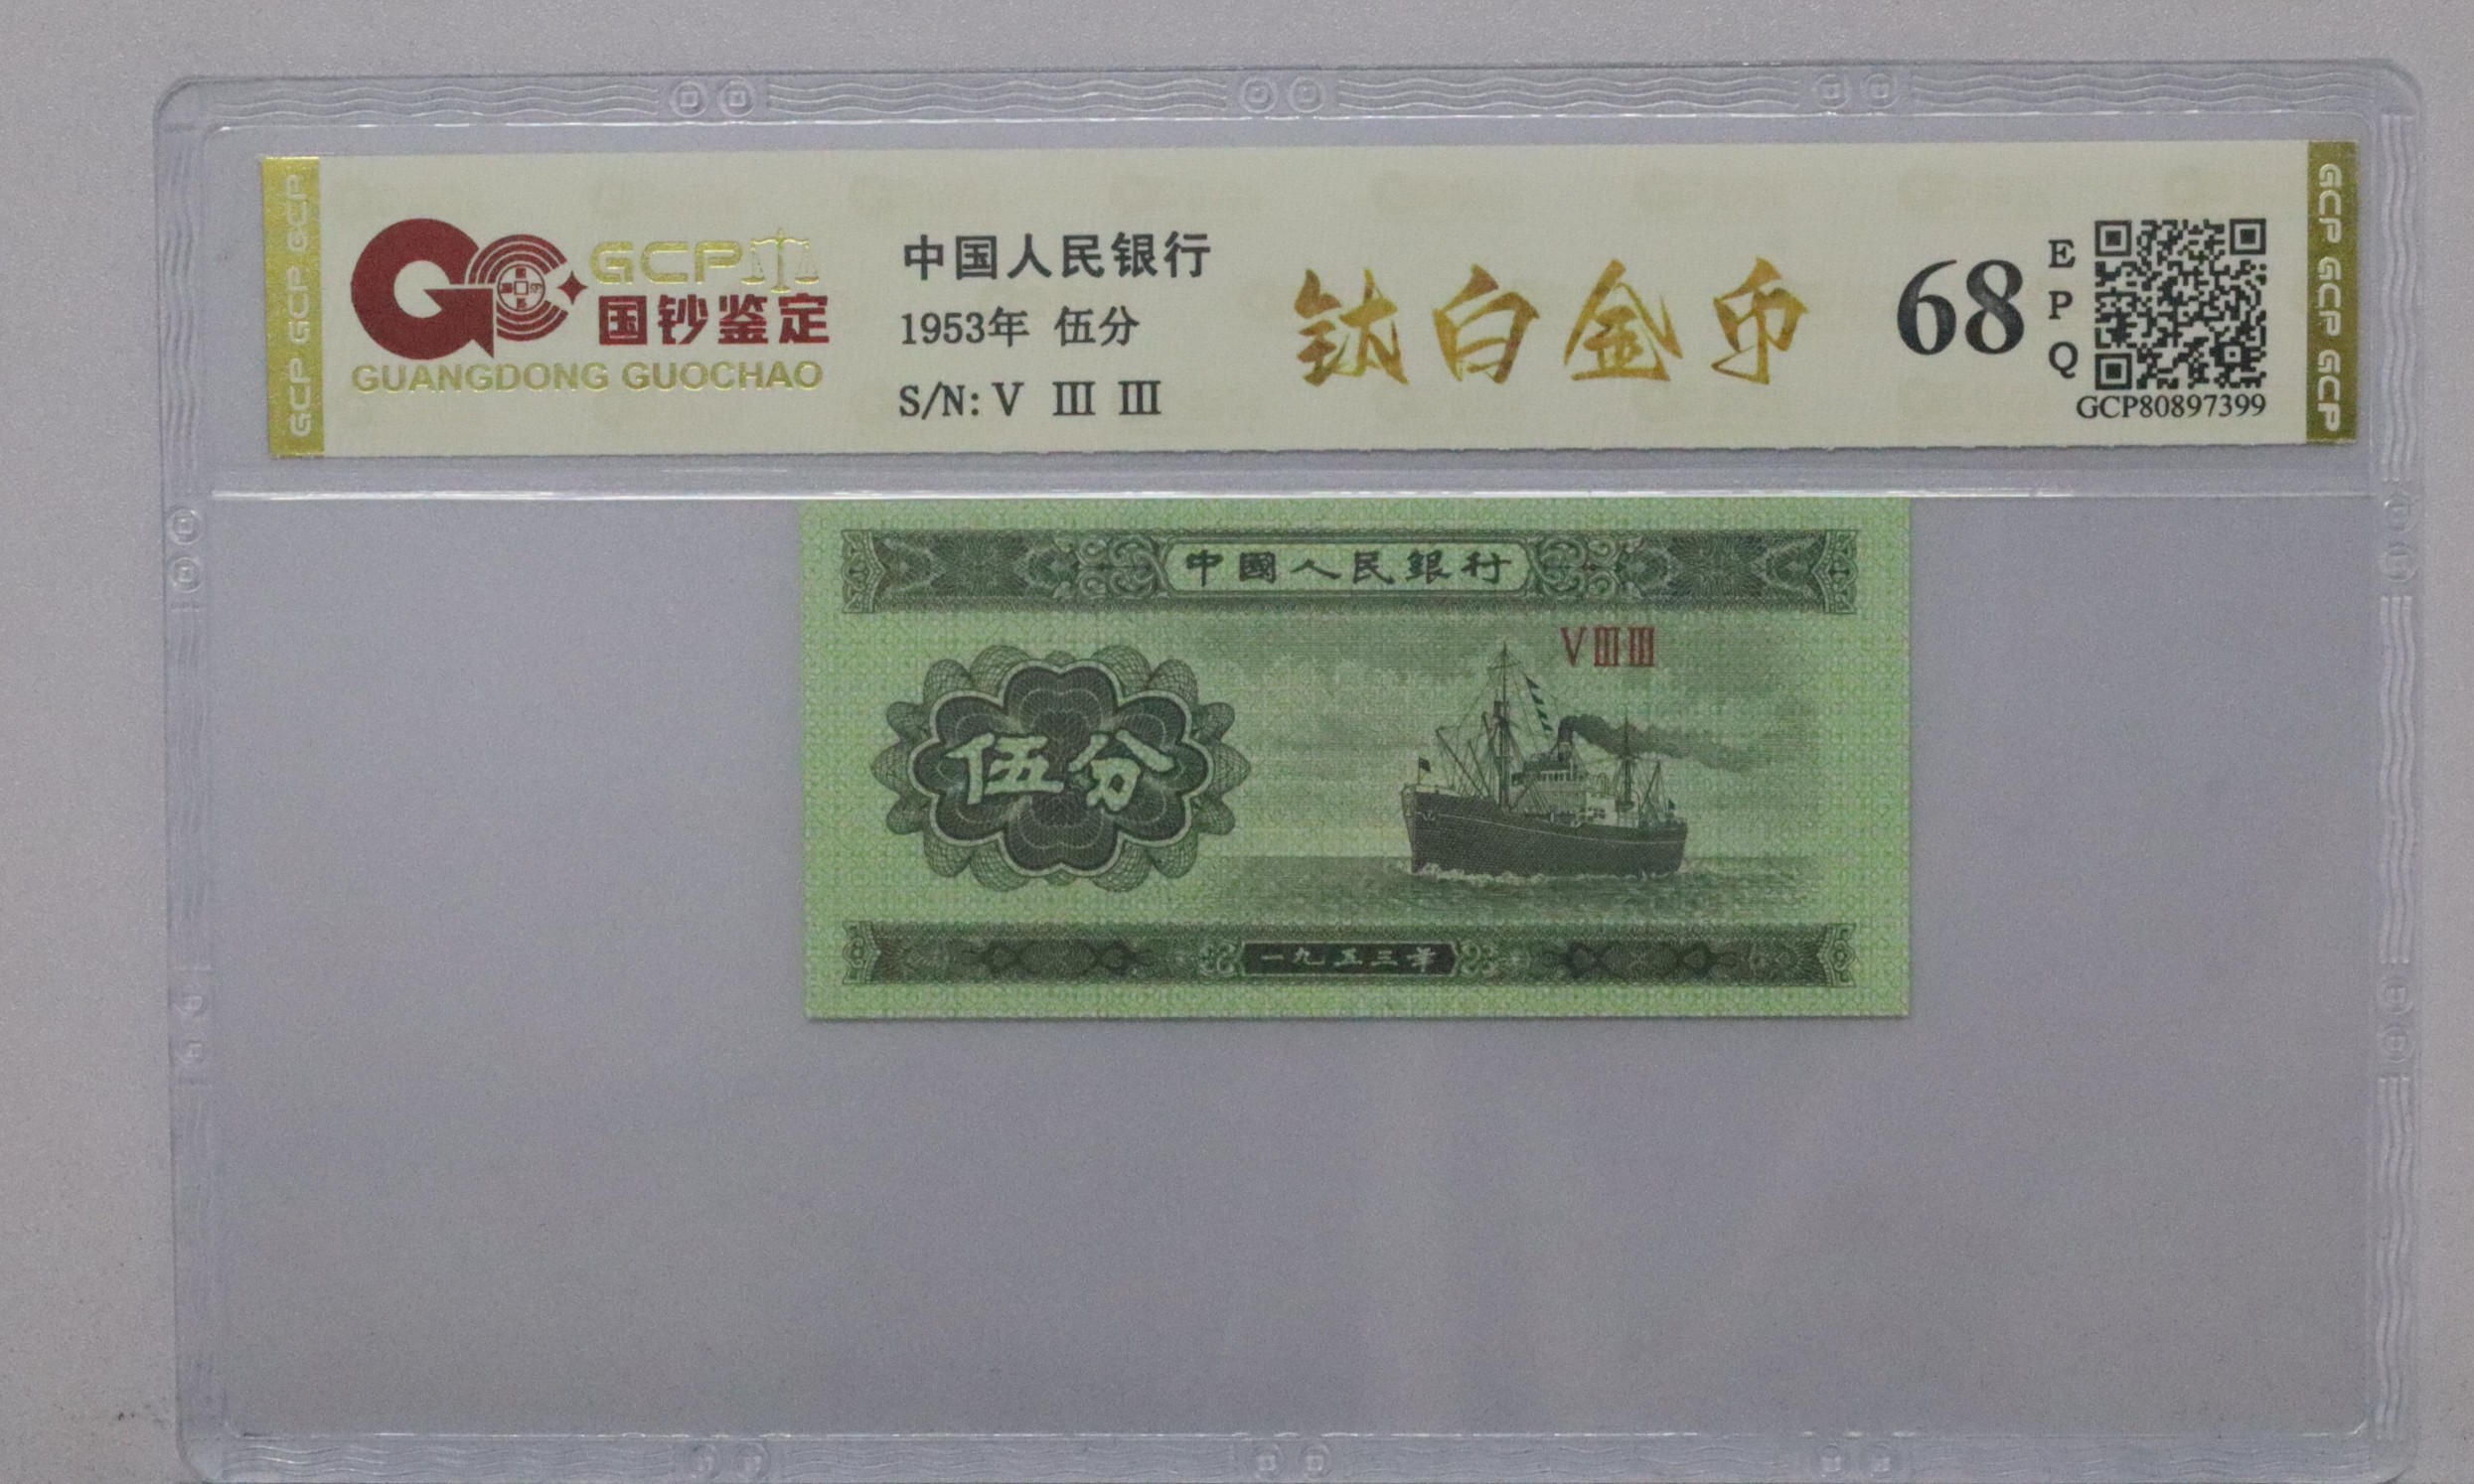 GCP GCP GCP
GCP
国钞鉴定
GUANGDONG GUOCHAO
中国人民银行
1953年 伍分
S/N: V Ⅲ Ⅲ
钛白金币
68
E
P
Q
GCP80897399
GCP GCP GCP
中國人民銀行
VⅢⅢ
伍分
一九五三年